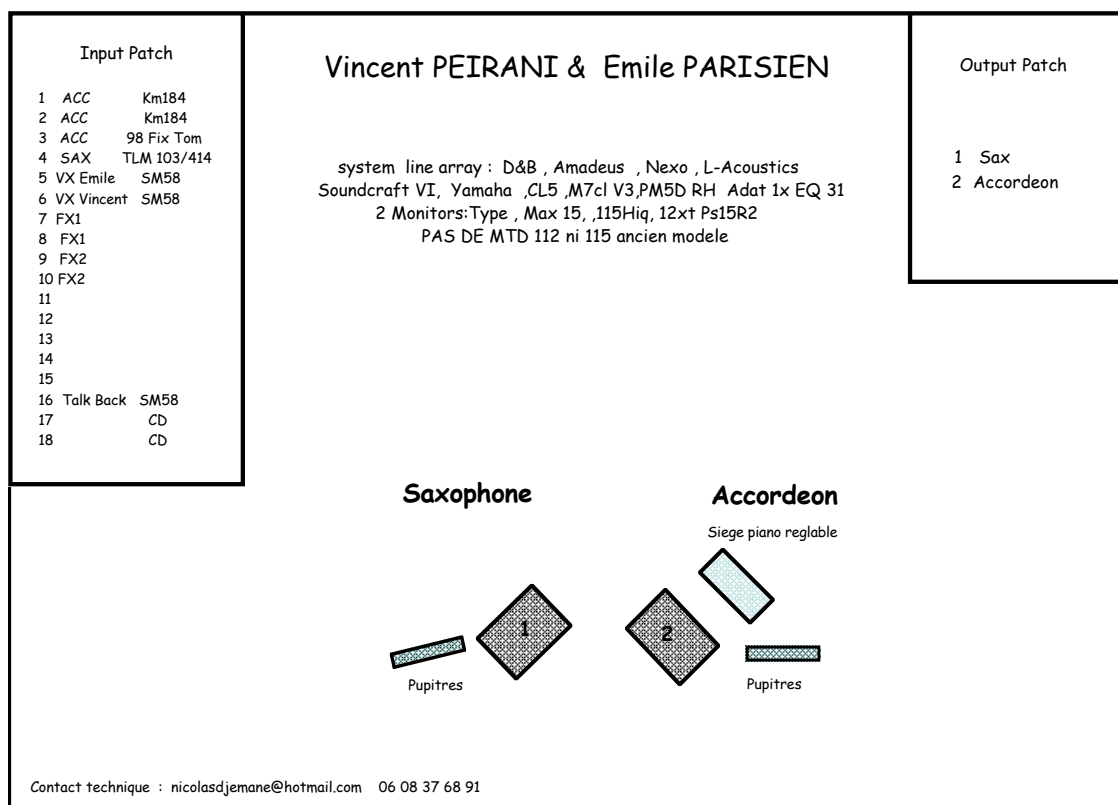 Input Patch
1 ACC Km184
2 ACC Km184
3 ACC 98 Fix Tom
4 SAX TLM 103/414
5 VX Emile SM58
6 VX Vincent SM58
7 FX1
8 FX1
9 FX2
10 FX2
11
12
13
14
15
16 Talk Back SM58
17 CD
18 CD
Vincent PEIRANI & Emile PARISIEN
system line array : D&B , Amadeus , Nexo , L-Acoustics
Soundcraft VI, Yamaha ,CL5 ,M7cl V3,PM5D RH Adat 1x EQ 31
2 Monitors:Type , Max 15, ,115Hiq, 12xt Ps15R2
PAS DE MTD 112 ni 115 ancien modele
Output Patch
1 Sax
2 Accordeon
Saxophone
Accordeon
Siege piano reglable
1
2
Pupitres
Pupitres
Contact technique : nicolasdjemane@hotmail.com 06 08 37 68 91